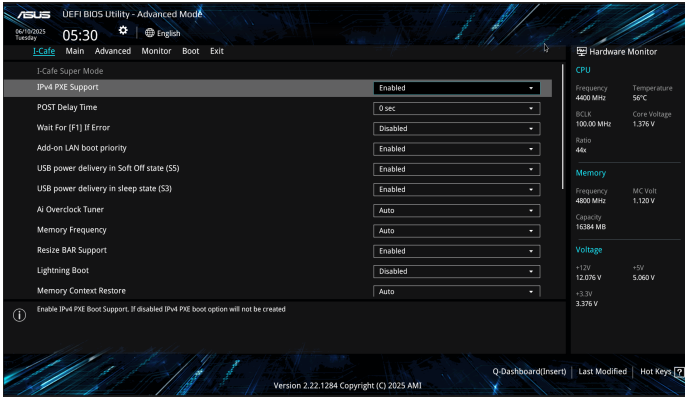 ASUS UEFI BIOS Utility - Advanced Mode
06/10/2025
Tuesday
05:30
English
I-Cafe Main Advanced Monitor Boot Exit
I-Cafe Super Mode
IPv4 PXE Support Enabled
POST Delay Time 0 sec
Wait For [F1] If Error Disabled
Add-on LAN boot priority Enabled
USB power delivery in Soft Off state (S5) Enabled
USB power delivery in sleep state (S3) Enabled
Ai Overclock Tuner Auto
Memory Frequency Auto
Resize BAR Support Enabled
Lightning Boot Disabled
Memory Context Restore Auto
Enable IPv4 PXE Boot Support. If disabled IPv4 PXE boot option will not be created
Hardware Monitor
CPU
Frequency Temperature
4400 MHz 56°C
BCLK Core Voltage
100.00 MHz 1.376 V
Ratio
44x
Memory
Frequency MC Volt
4800 MHz 1.120 V
Capacity
16384 MB
Voltage
+12V +5V
12.076 V 5.060 V
+3.3V
3.376 V
Q-Dashboard(Insert) | Last Modified | Hot Keys ?
Version 2.22.1284 Copyright (C) 2025 AMI